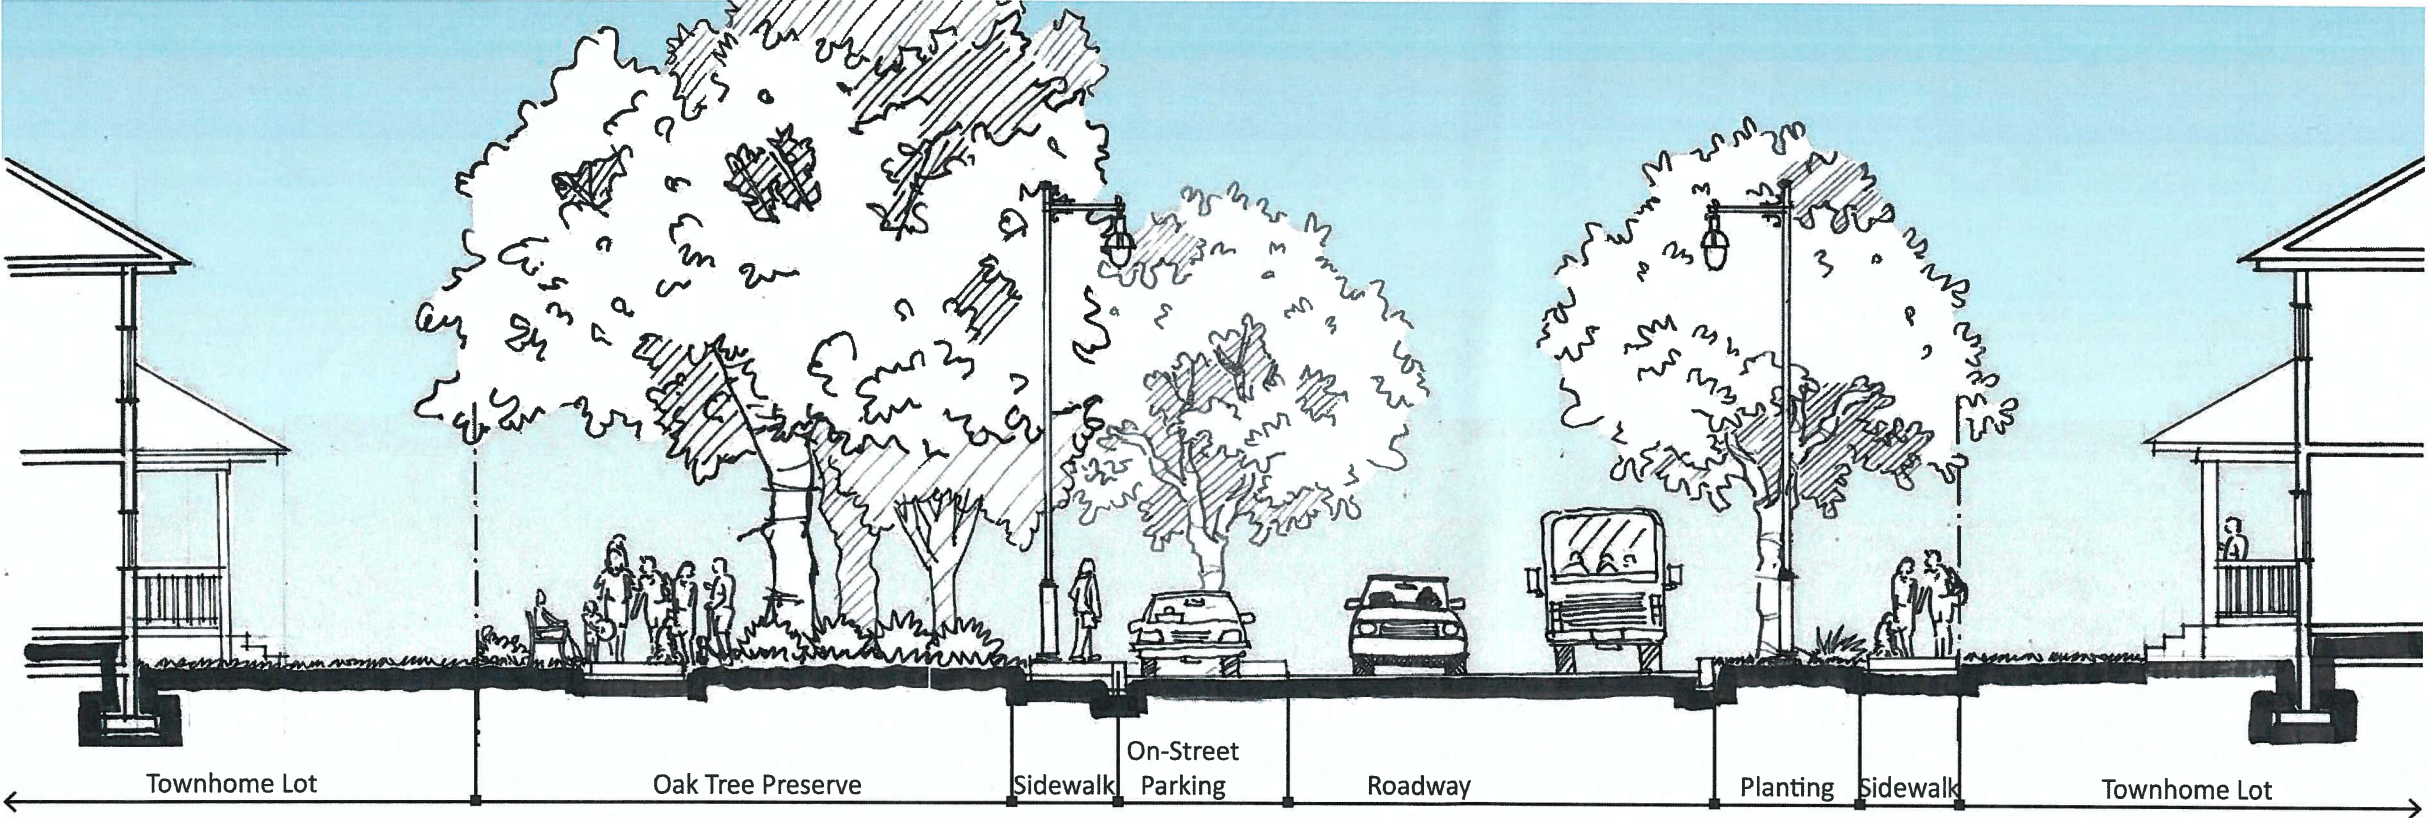 Townhome Lot
Oak Tree Preserve
Sidewalk
On-Street
Parking
Roadway
Planting
Sidewalk
Townhome Lot